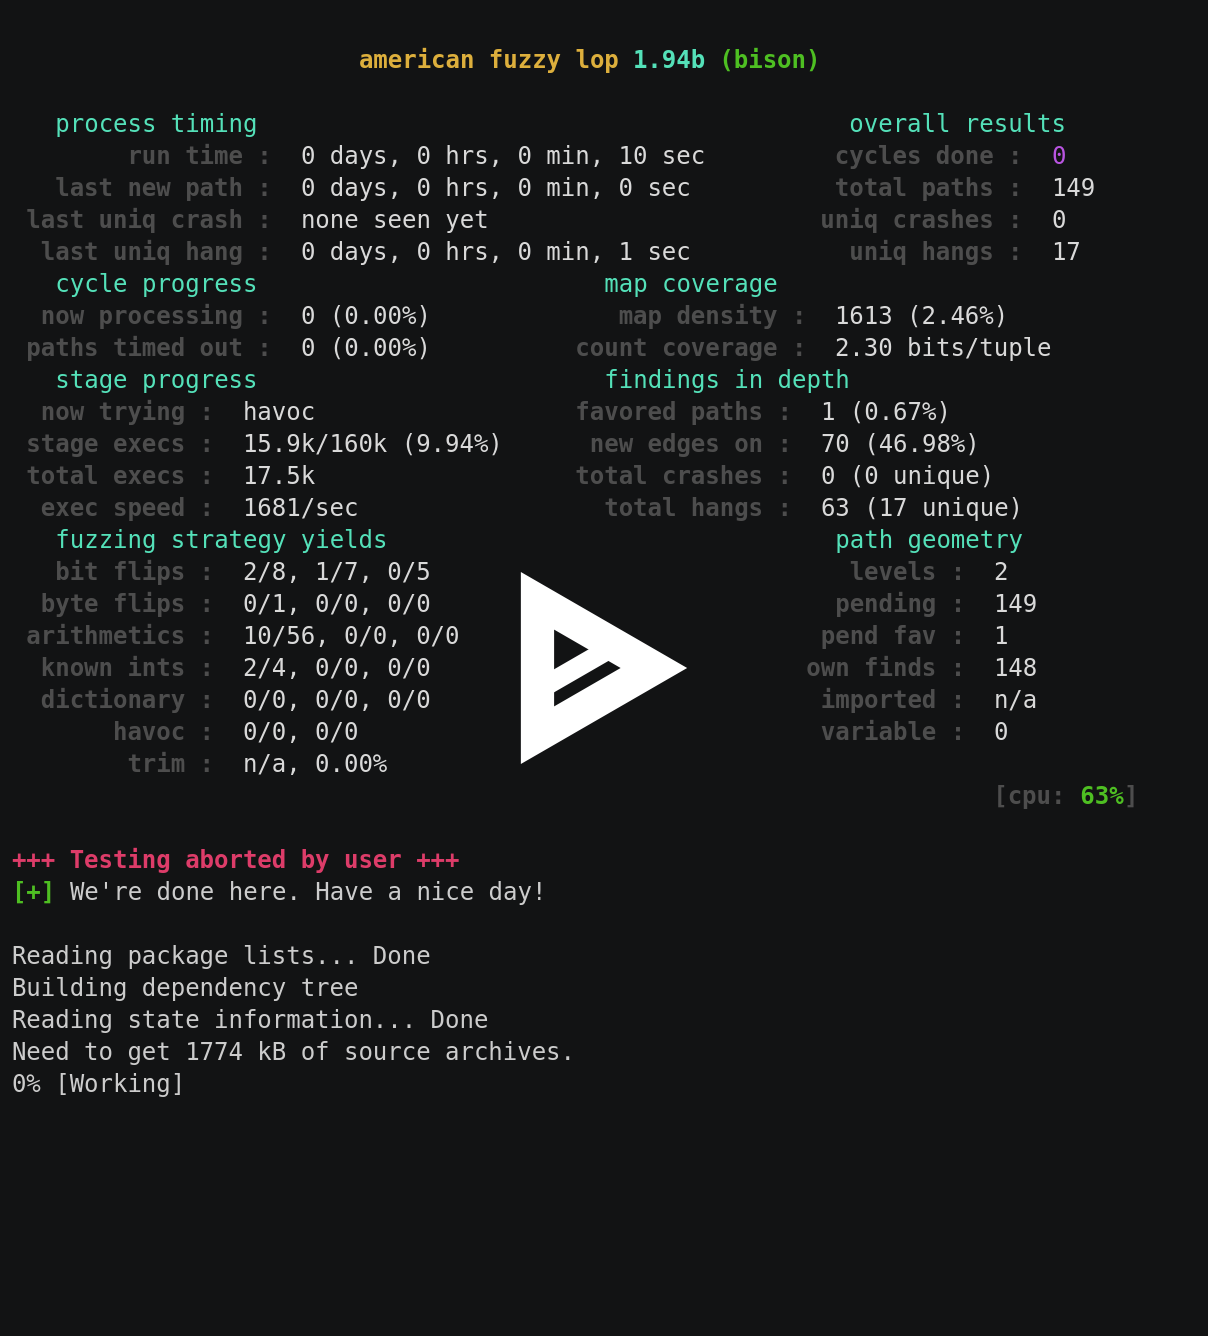 american fuzzy lop 1.94b (bison)
process timing overall results
run time : 0 days, 0 hrs, 0 min, 10 sec cycles done : 0
last new path : 0 days, 0 hrs, 0 min, 0 sec total paths : 149
last uniq crash : none seen yet uniq crashes : 0
last uniq hang : 0 days, 0 hrs, 0 min, 1 sec uniq hangs : 17
cycle progress map coverage
now processing : 0 (0.00%) map density : 1613 (2.46%)
paths timed out : 0 (0.00%) count coverage : 2.30 bits/tuple
stage progress findings in depth
now trying : havoc favored paths : 1 (0.67%)
stage execs : 15.9k/160k (9.94%) new edges on : 70 (46.98%)
total execs : 17.5k total crashes : 0 (0 unique)
exec speed : 1681/sec total hangs : 63 (17 unique)
fuzzing strategy yields path geometry
bit flips : 2/8, 1/7, 0/5 levels : 2
byte flips : 0/1, 0/0, 0/0 pending : 149
arithmetics : 10/56, 0/0, 0/0 pend fav : 1
known ints : 2/4, 0/0, 0/0 own finds : 148
dictionary : 0/0, 0/0, 0/0 imported : n/a
havoc : 0/0, 0/0 variable : 0
trim : n/a, 0.00%
[cpu: 63%]
+++ Testing aborted by user +++
[+] We're done here. Have a nice day!
Reading package lists... Done
Building dependency tree
Reading state information... Done
Need to get 1774 kB of source archives.
0% [Working]